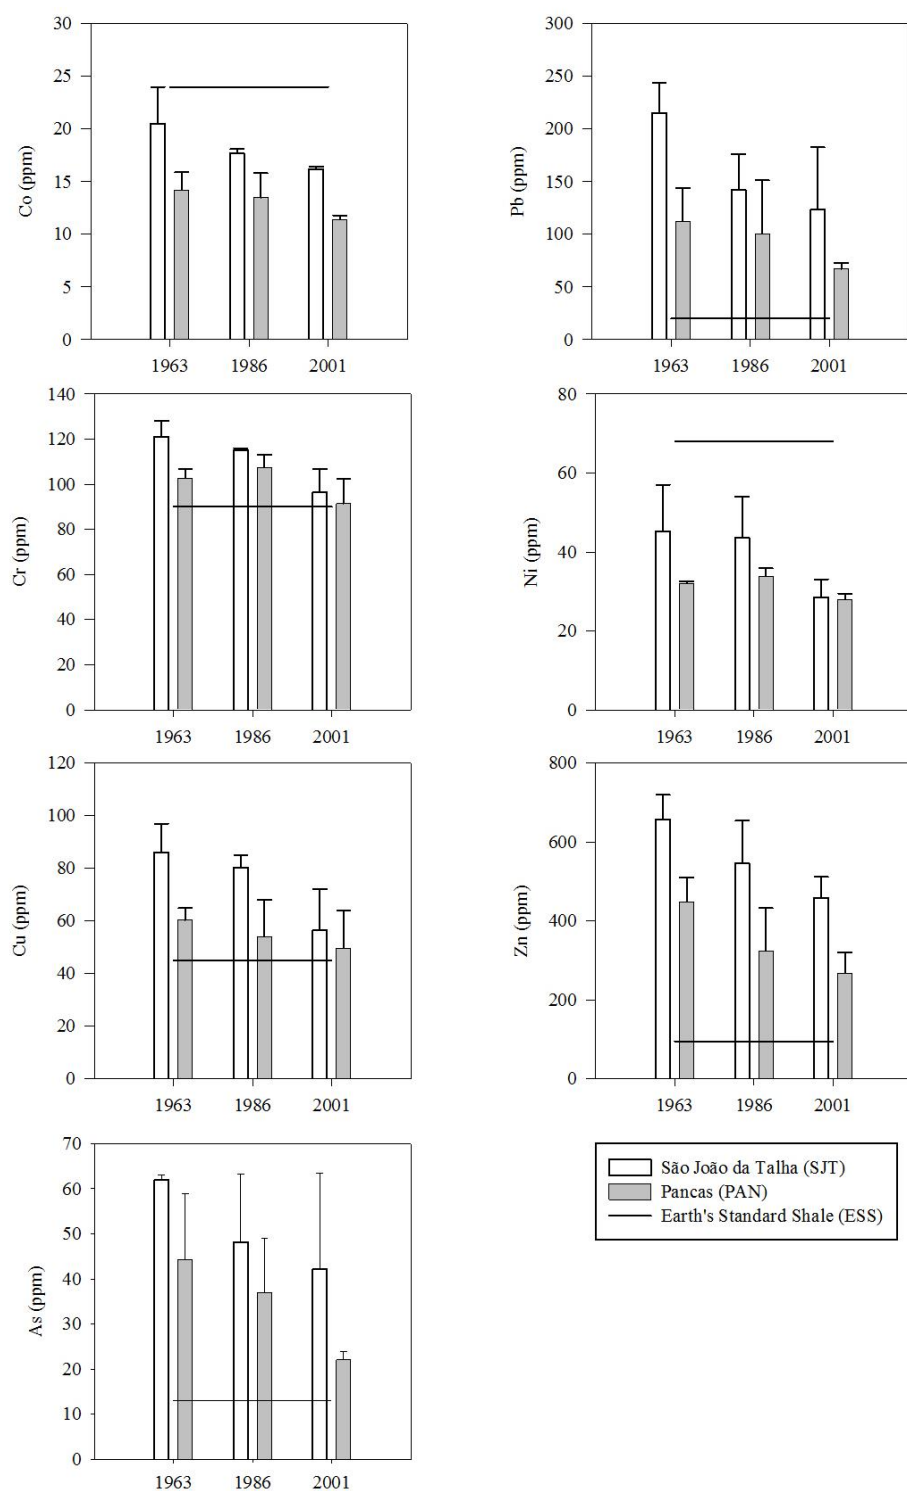 30
25
20
15
10
5
0
Co (ppm)
1963 1986 2001
300
250
200
150
100
50
0
Pb (ppm)
1963 1986 2001
140
120
100
80
60
40
20
0
Cr (ppm)
1963 1986 2001
80
60
40
20
0
Ni (ppm)
1963 1986 2001
120
100
80
60
40
20
0
Cu (ppm)
1963 1986 2001
800
600
400
200
0
Zn (ppm)
1963 1986 2001
70
60
50
40
30
20
10
0
As (ppm)
1963 1986 2001
São João da Talha (SJT)
Pancas (PAN)
Earth's Standard Shale (ESS)